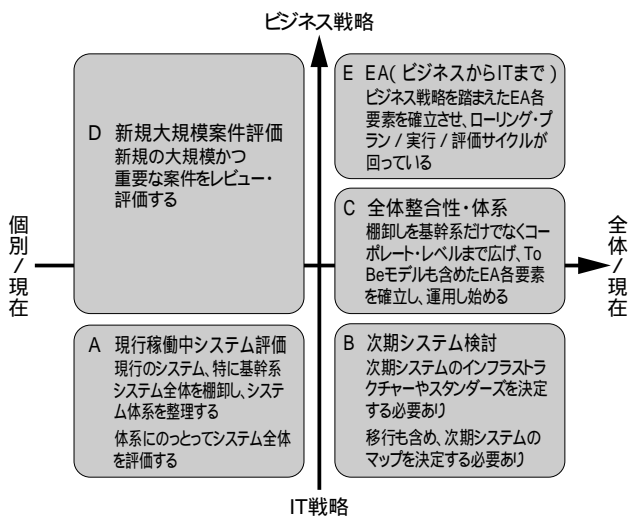 ビジネス戦略
D 新規大規模案件評価
新規の大規模かつ
重要な案件をレビュー・
評価する
E EA(ビジネスからITまで)
ビジネス戦略を踏まえたEA各
要素を確立させ、ローリング・プ
ラン/実行/評価サイクルが
回っている
C 全体整合性・体系
棚卸しを基幹系だけでなくコー
ポレート・レベルまで広げ、To
Beモデルも含めたEA各要素
を確立し、運用し始める
個別/現在
全体/現在
A 現行稼働中システム評価
現行のシステム、特に基幹系
システム全体を棚卸し、システ
ム体系を整理する
体系にのっとってシステム全体
を評価する
B 次期システム検討
次期システムのインフラストラ
クチャーやスタンダーズを決定
する必要あり
移行も含め、次期システムの
マップを決定する必要あり
IT戦略